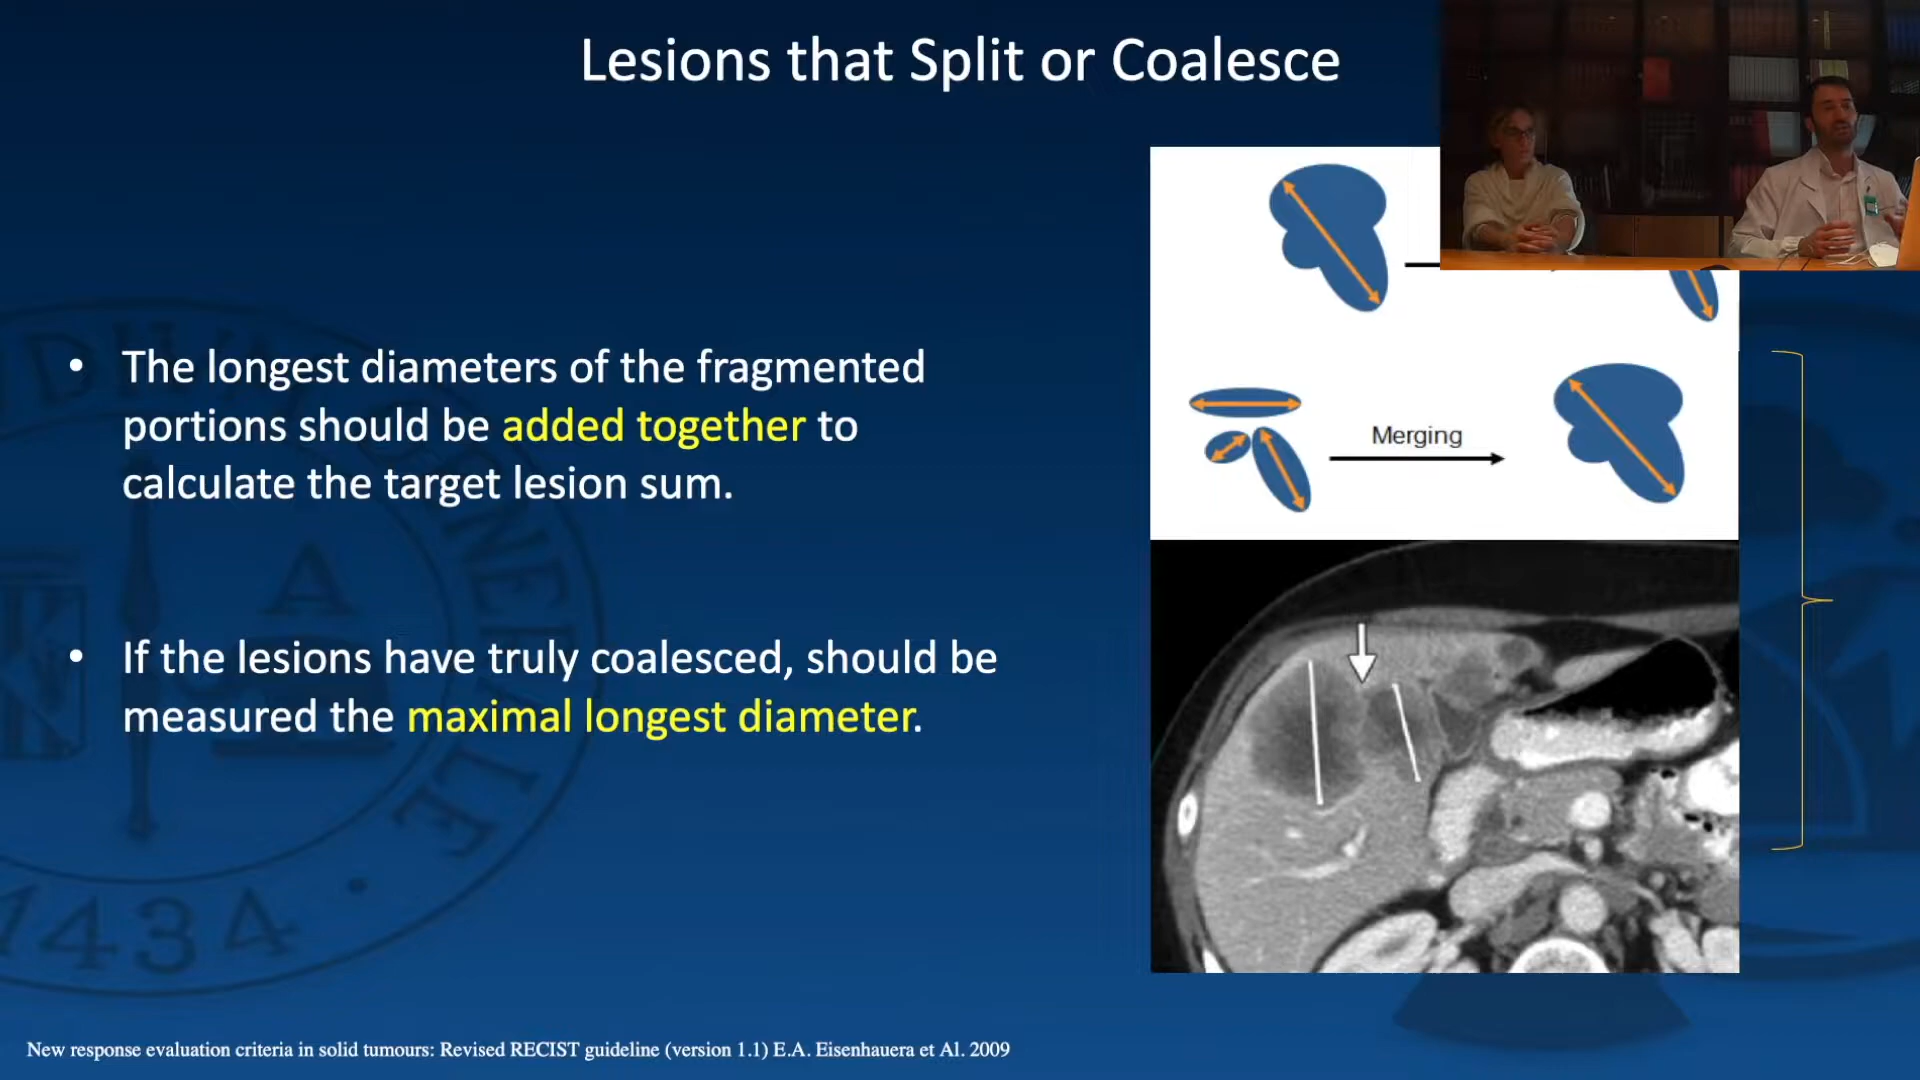 Lesions that Split or Coalesce
• The longest diameters of the fragmented
portions should be added together to
calculate the target lesion sum.
• If the lesions have truly coalesced, should be
measured the maximal longest diameter.
Merging
New response evaluation criteria in solid tumours: Revised RECIST guideline (version 1.1) E.A. Eisenhauera et Al. 2009
1434